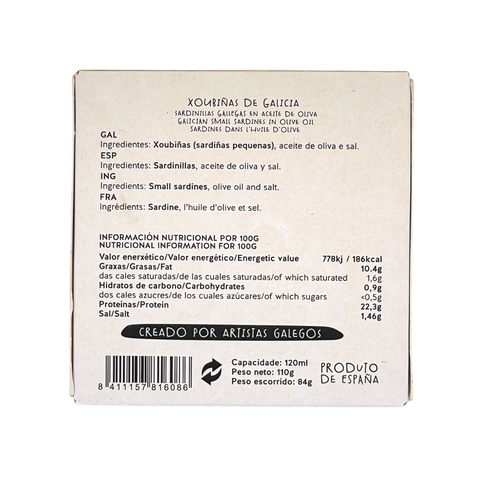 XOUBIÑAS DE GALICIA
SARDINILLAS GALLEGAS EN ACEITE DE OLIVA
GALICIAN SMALL SARDINES IN OLIVE OIL
SARDINES DANS L'HUILE D'OLIVE
GAL
Ingredientes: Xoubiñas (sardiñas pequenas), aceite de oliva e sal.
ESP
Ingredientes: Sardinillas, aceite de oliva y sal.
ING
Ingredients: Small sardines, olive oil and salt.
FRA
Ingrédients: Sardine, l'huile d'olive et sel.
INFORMACIÓN NUTRICIONAL POR 100G
NUTRICIONAL INFORMATION FOR 100G
Valor enerxético/Valor energético/Energetic value 778kj / 186kcal
Graxas/Grasas/Fat 10.4g
das cales saturadas/de las cuales saturadas/of which saturated 1,6g
Hidratos de carbono/Carbohydrates 0,9g
dos cales azucres/de los cuales azúcares/of which sugars <0,5g
Proteínas/Protein 22,3g
Sal/Salt 1,46g
CREADO POR ARTISTAS GALEGOS
Capacidade: 120ml
Peso neto: 110g
Peso escorrido: 84g
PRODUTO
DE ESPAÑA
8 411157 816086